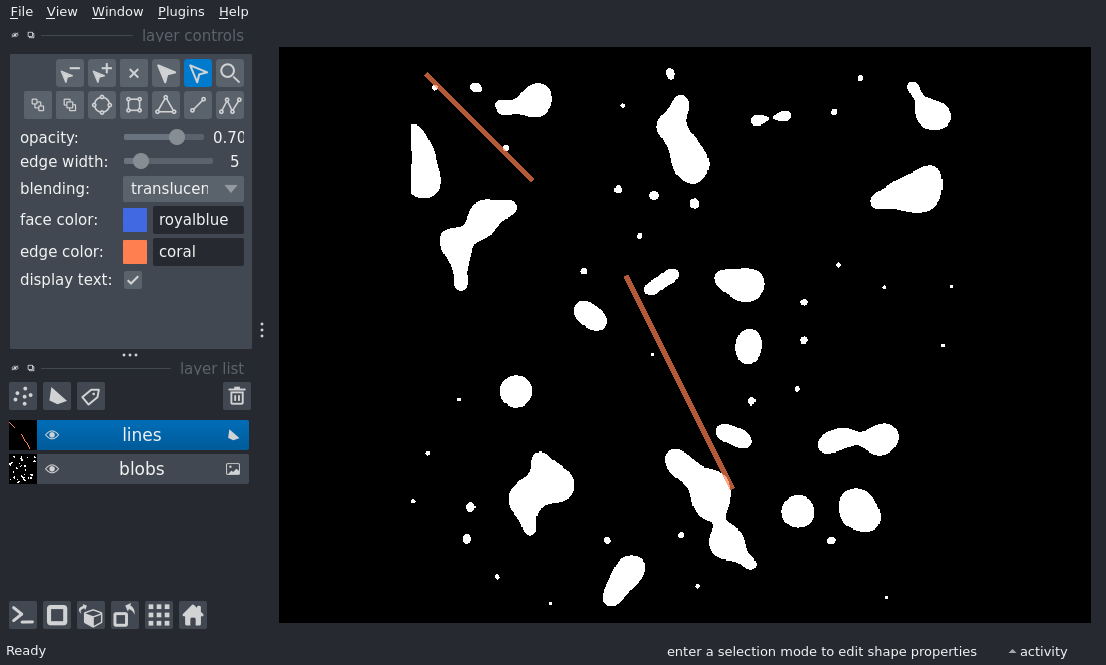 File View Window Plugins Help
layer controls
opacity: 0.70
edge width: 5
blending: translucen
face color: royalblue
edge color: coral
display text:
layer list
lines
blobs
Ready enter a selection mode to edit shape properties activity